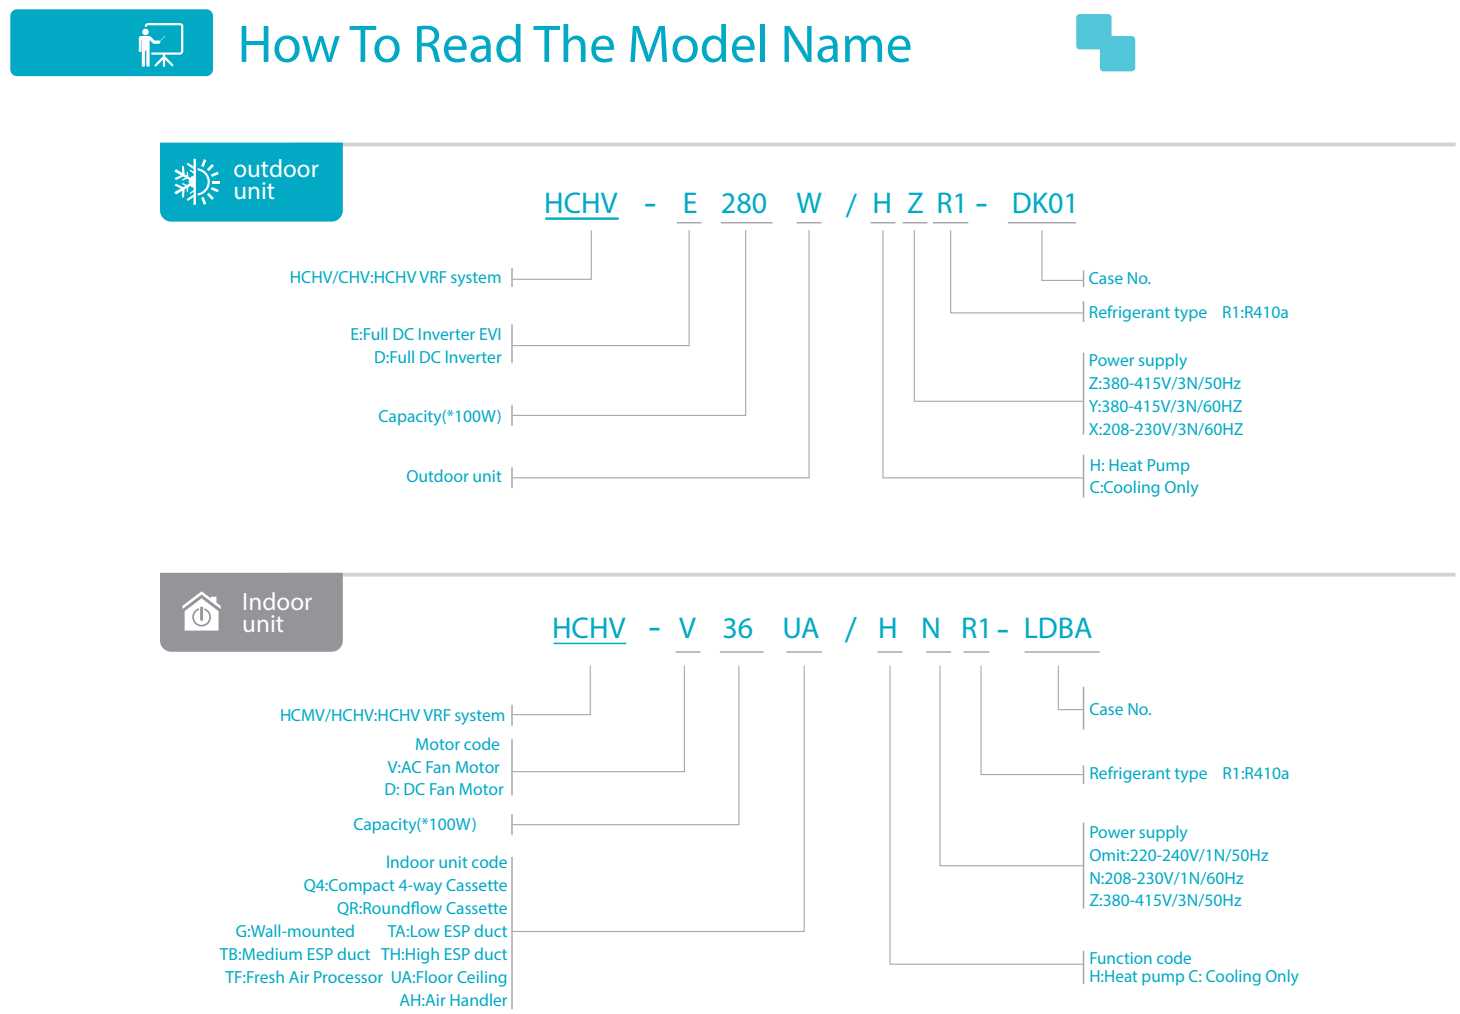 How To Read The Model Name
outdoor
unit
HCHV - E 280 W / H Z R1 - DK01
HCHV/CHV:HCHV VRF system
E:Full DC Inverter EVI
D:Full DC Inverter
Capacity(*100W)
Outdoor unit
Case No.
Refrigerant type R1:R410a
Power supply
Z:380-415V/3N/50Hz
Y:380-415V/3N/60HZ
X:208-230V/3N/60HZ
H: Heat Pump
C:Cooling Only
Indoor
unit
HCHV - V 36 UA / H N R1 - LDBA
HCMV/HCHV:HCHV VRF system
Motor code
V:AC Fan Motor
D: DC Fan Motor
Capacity(*100W)
Indoor unit code
Q4:Compact 4-way Cassette
QR:Roundflow Cassette
G:Wall-mounted TA:Low ESP duct
TB:Medium ESP duct TH:High ESP duct
TF:Fresh Air Processor UA:Floor Ceiling
AH:Air Handler
Case No.
Refrigerant type R1:R410a
Power supply
Omit:220-240V/1N/50Hz
N:208-230V/1N/60Hz
Z:380-415V/3N/50Hz
Function code
H:Heat pump C: Cooling Only